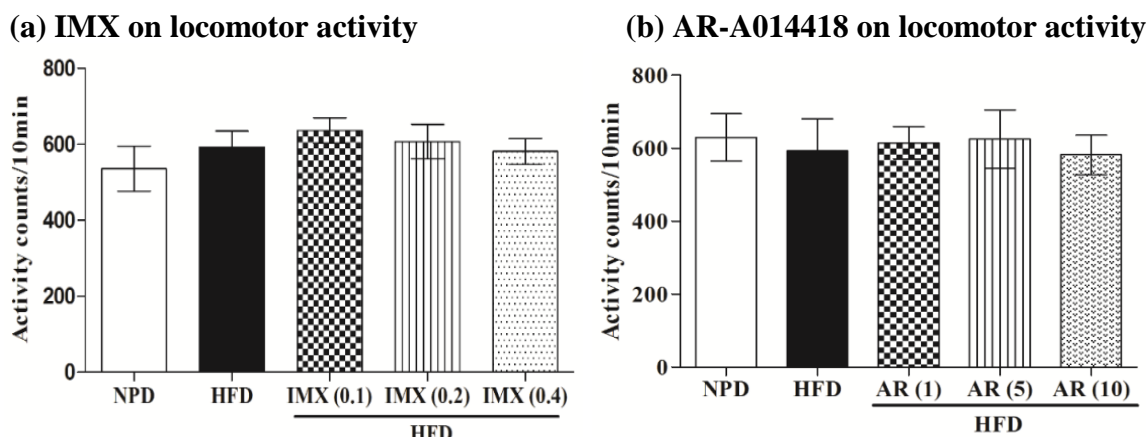 (a) IMX on locomotor activity
Activity counts/10min
800
600
400
200
0
NPD HFD IMX (0.1) IMX (0.2) IMX (0.4)
HFD
(b) AR-A014418 on locomotor activity
Activity counts/10min
800
600
400
200
0
NPD HFD AR (1) AR (5) AR (10)
HFD